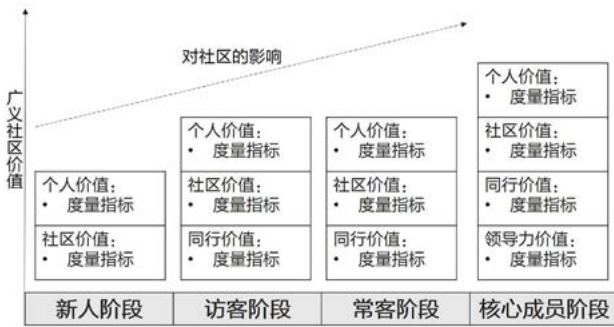 广义社区价值
对社区的影响
个人价值：
• 度量指标
社区价值：
• 度量指标
个人价值：
• 度量指标
社区价值：
• 度量指标
同行价值：
• 度量指标
个人价值：
• 度量指标
社区价值：
• 度量指标
同行价值：
• 度量指标
个人价值：
• 度量指标
社区价值：
• 度量指标
同行价值：
• 度量指标
领导力价值：
• 度量指标
新人阶段
访客阶段
常客阶段
核心成员阶段